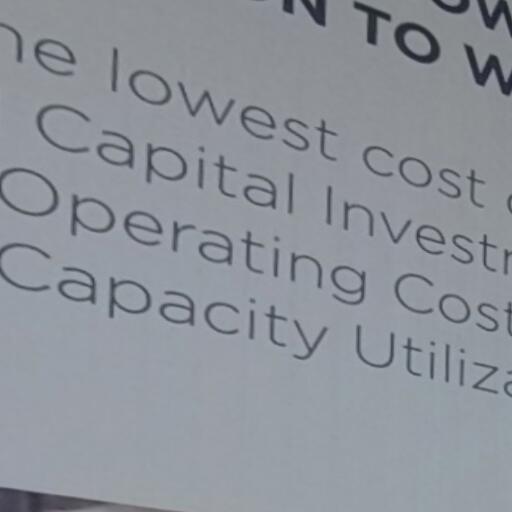 N TO W
he lowest cost
Capital Investm
Operating Cost
Capacity Utiliza